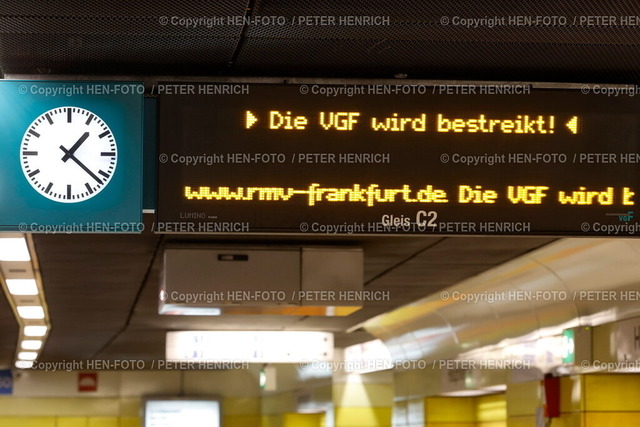 ▸ Die VGF wird bestreikt! ◂
www.rmv-frankfurt.de Die VGF wird
LUMINO
Gleis C2
VGF
© Copyright HEN-FOTO / PETER HENRICH